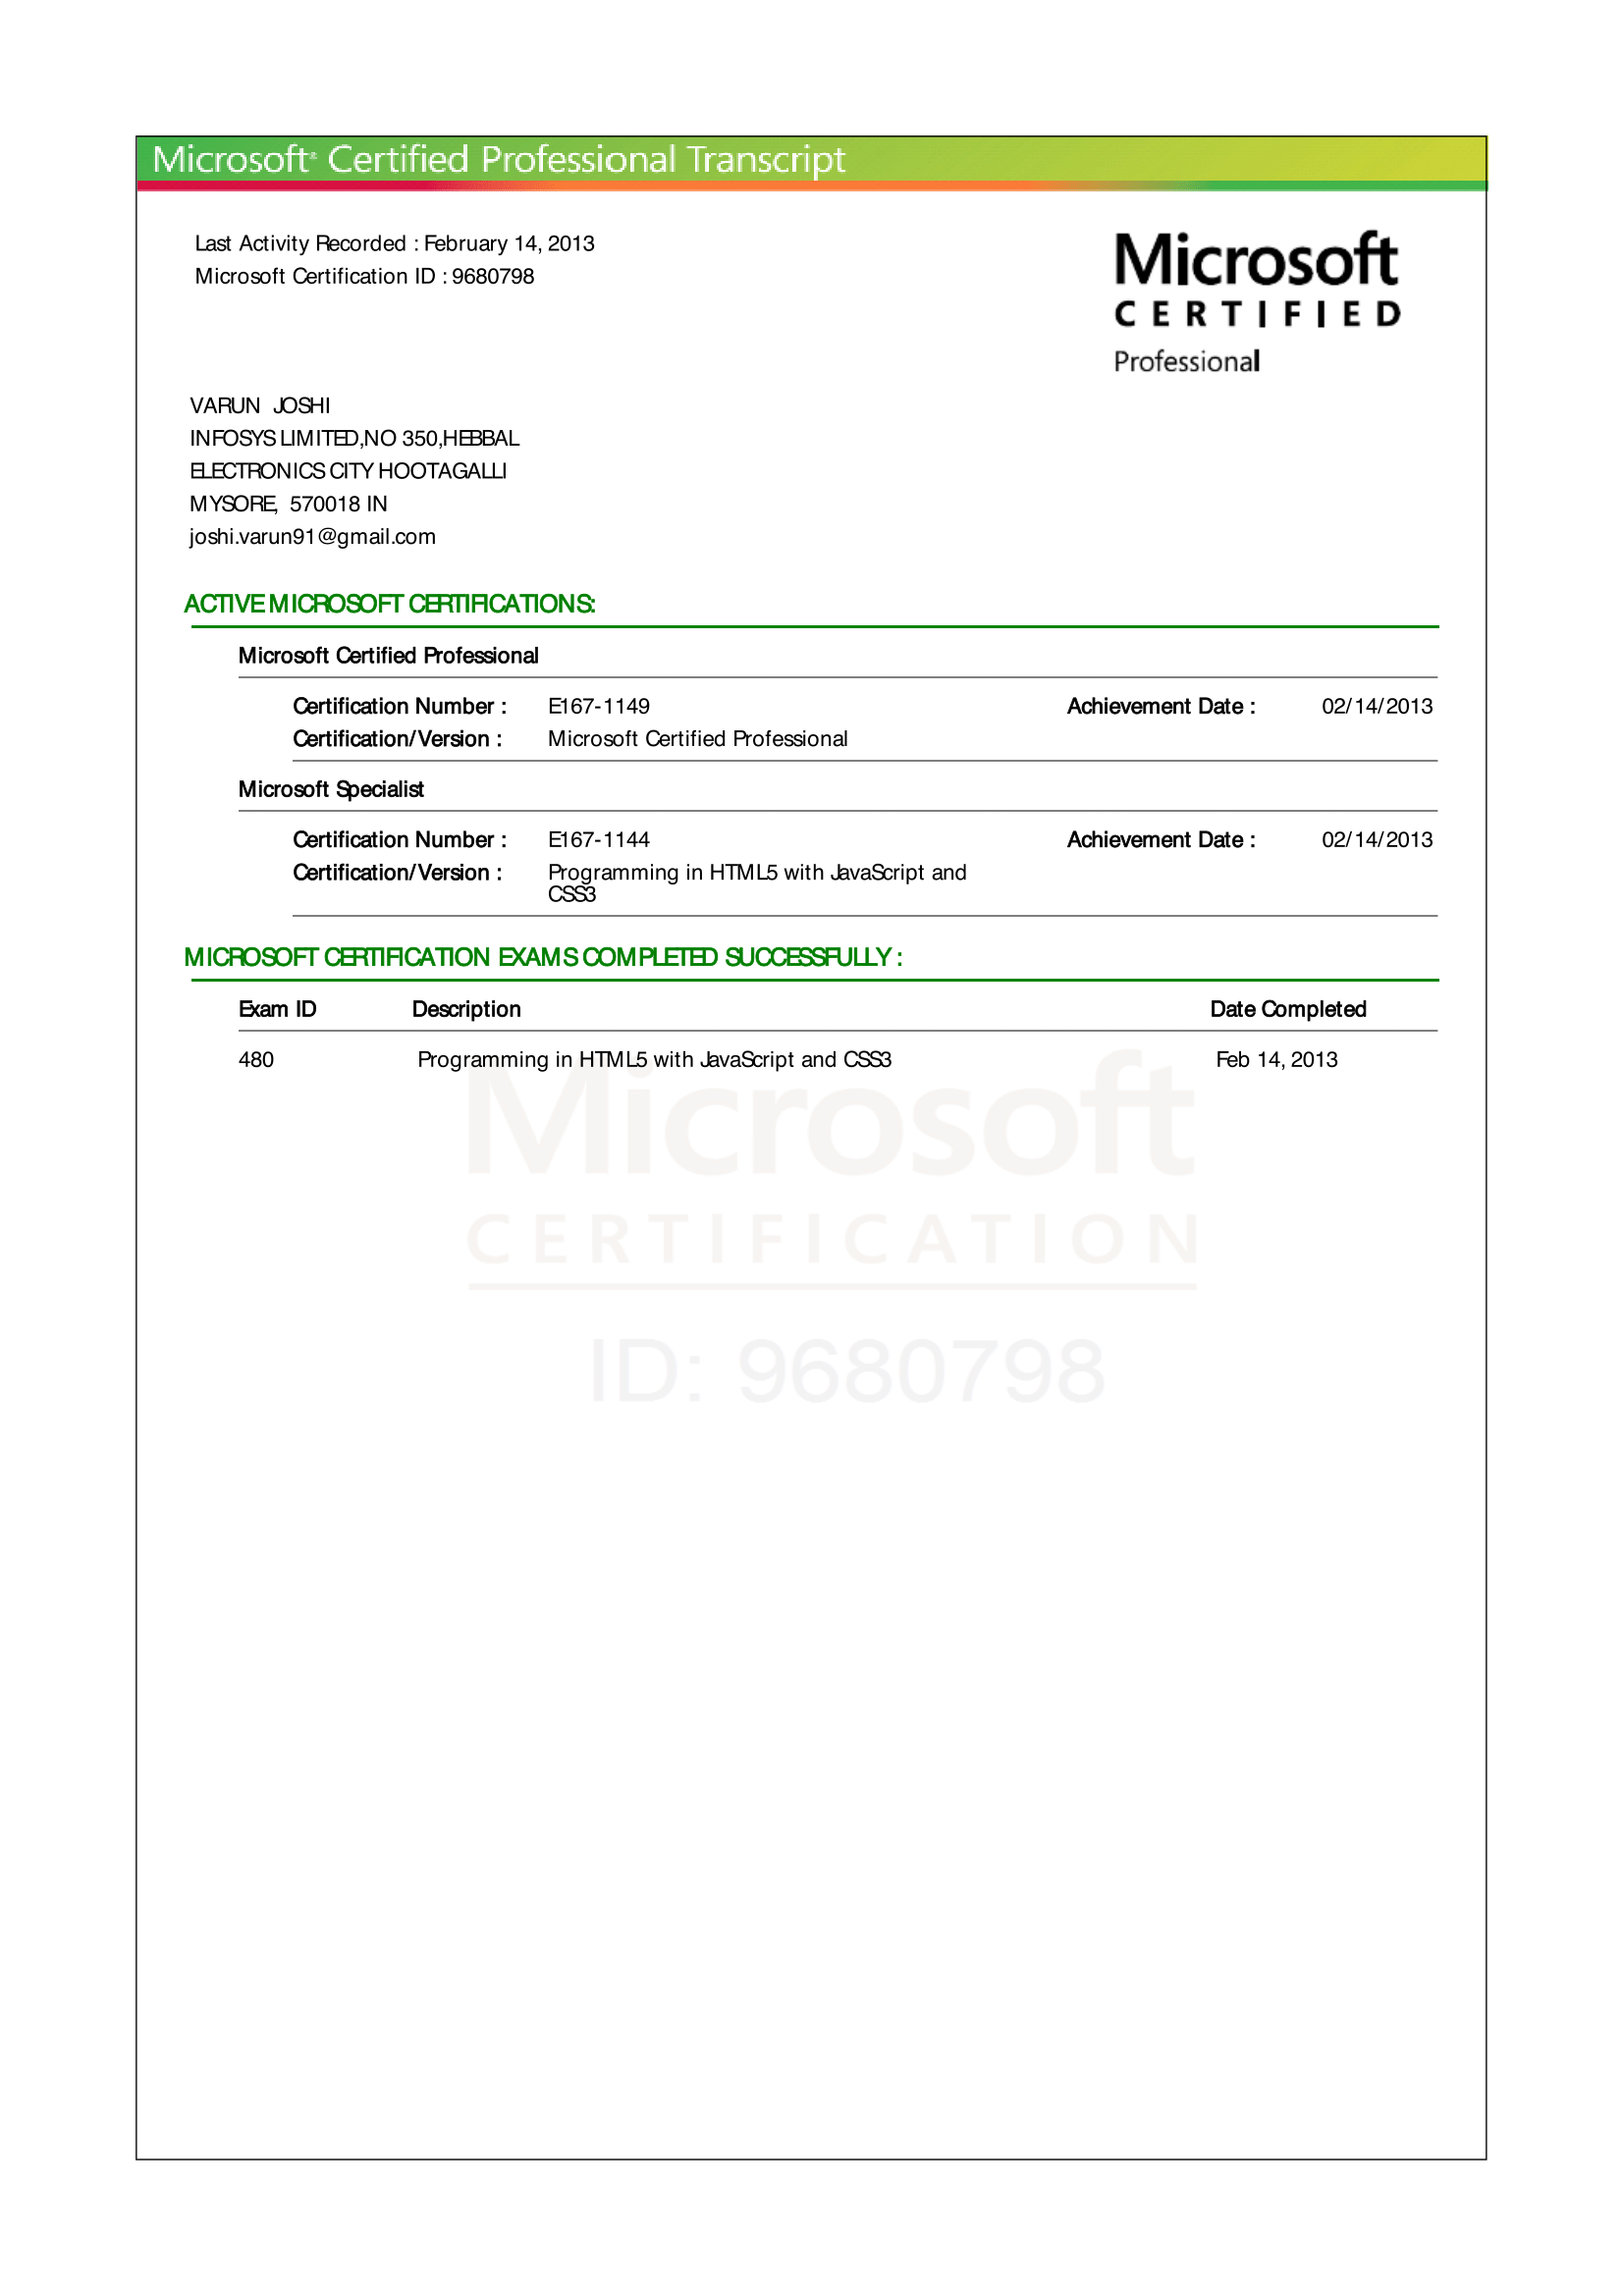 Microsoft® Certified Professional Transcript
Last Activity Recorded : February 14, 2013
Microsoft Certification ID : 9680798
Microsoft
CERTIFIED
Professional
VARUN JOSHI
INFOSYS LIMITED,NO 350,HEBBAL
ELECTRONICS CITY HOOTAGALLI
MYSORE, 570018 IN
joshi.varun91@gmail.com
ACTIVE MICROSOFT CERTIFICATIONS:
Microsoft Certified Professional
Certification Number : E167-1149 Achievement Date : 02/14/2013
Certification/Version : Microsoft Certified Professional
Microsoft Specialist
Certification Number : E167-1144 Achievement Date : 02/14/2013
Certification/Version : Programming in HTML5 with JavaScript and
CSS3
MICROSOFT CERTIFICATION EXAMS COMPLETED SUCCESSFULLY :
Exam ID Description Date Completed
480 Programming in HTML5 with JavaScript and CSS3 Feb 14, 2013
Microsoft
CERTIFICATION
ID: 9680798